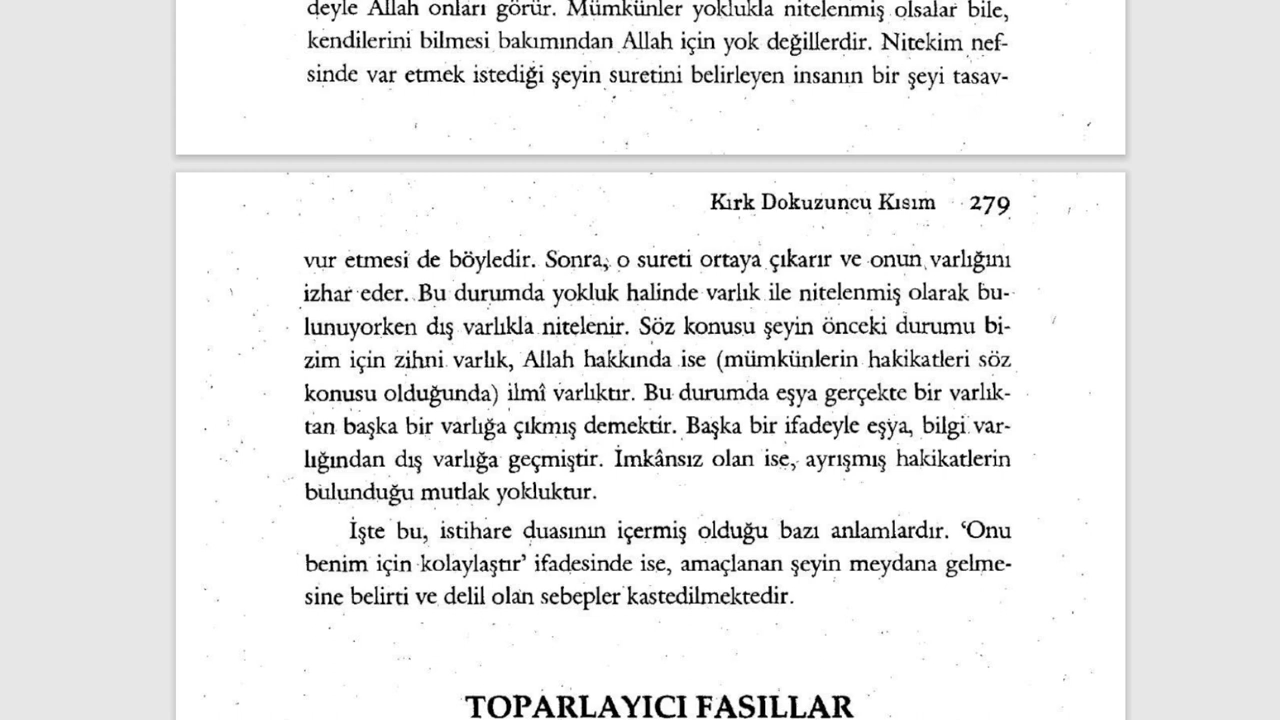 deyle Allah onları görür. Mümkünler yoklukla nitelenmiş olsalar bile,
kendilerini bilmesi bakımından Allah için yok değillerdir. Nitekim nef-
sinde var etmek istediği şeyin suretini belirleyen insanın bir şeyi tasav-
Kırk Dokuzuncu Kısım 279
vur etmesi de böyledir. Sonra, o sureti ortaya çıkarır ve onun varlığını
izhar eder. Bu durumda yokluk halinde varlık ile nitelenmiş olarak bu-
lunuyorken dış varlıkla nitelenir. Söz konusu şeyin önceki durumu bi-
zim için zihni varlık, Allah hakkında ise (mümkünlerin hakikatleri söz
konusu olduğunda) ilmî varlıktır. Bu durumda eşya gerçekte bir varlık-
tan başka bir varlığa çıkmış demektir. Başka bir ifadeyle eşya, bilgi var-
lığından dış varlığa geçmiştir. İmkânsız olan ise, ayrışmış hakikatlerin
bulunduğu mutlak yokluktur.
İşte bu, istihare duasının içermiş olduğu bazı anlamlardır. ‘Onu
benim için kolaylaştır’ ifadesinde ise, amaçlanan şeyin meydana gelme-
sine belirti ve delil olan sebepler kastedilmektedir.
TOPARLAYICI FASILLAR